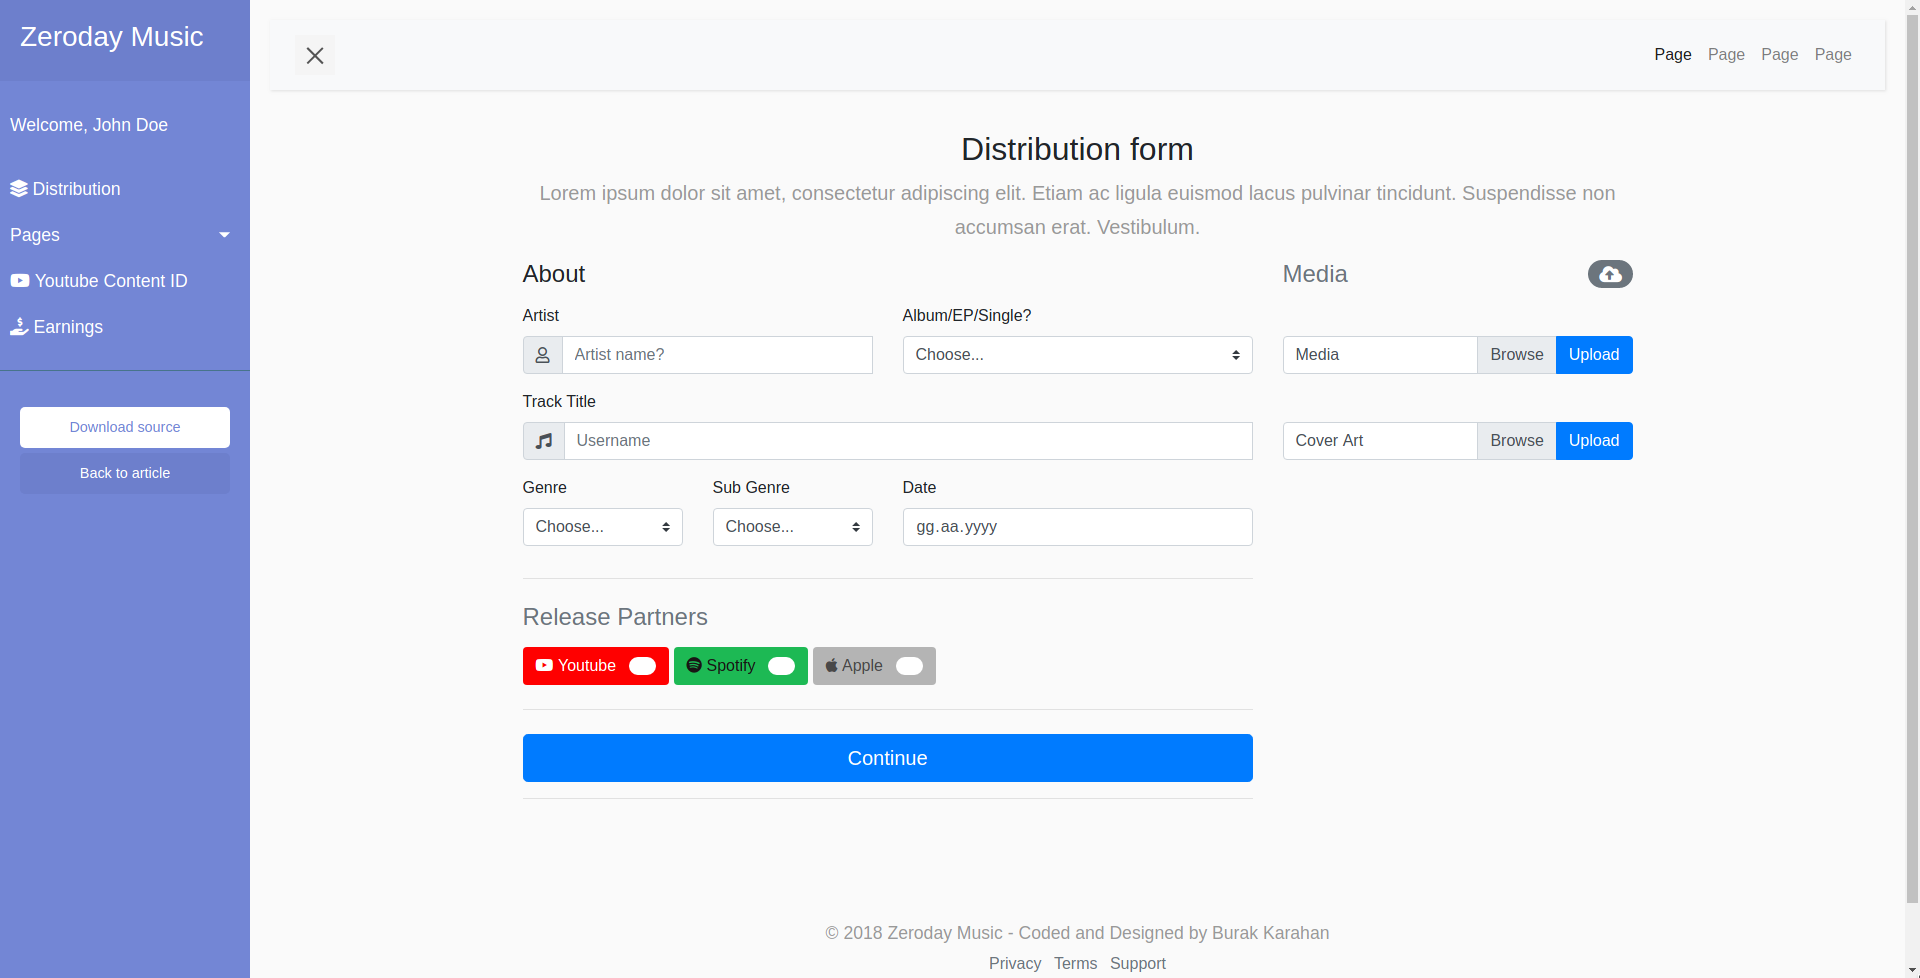 Zeroday Music
Welcome, John Doe
Distribution
Pages
Youtube Content ID
Earnings
Download source
Back to article
Page Page Page Page
Distribution form
Lorem ipsum dolor sit amet, consectetur adipiscing elit. Etiam ac ligula euismod lacus pulvinar tincidunt. Suspendisse non
accumsan erat. Vestibulum.
About
Artist
Artist name?
Album/EP/Single?
Choose...
Track Title
Username
Genre
Choose...
Sub Genre
Choose...
Date
gg.aa.yyyy
Media
Media Browse Upload
Cover Art Browse Upload
Release Partners
Youtube Spotify Apple
Continue
© 2018 Zeroday Music - Coded and Designed by Burak Karahan
Privacy Terms Support